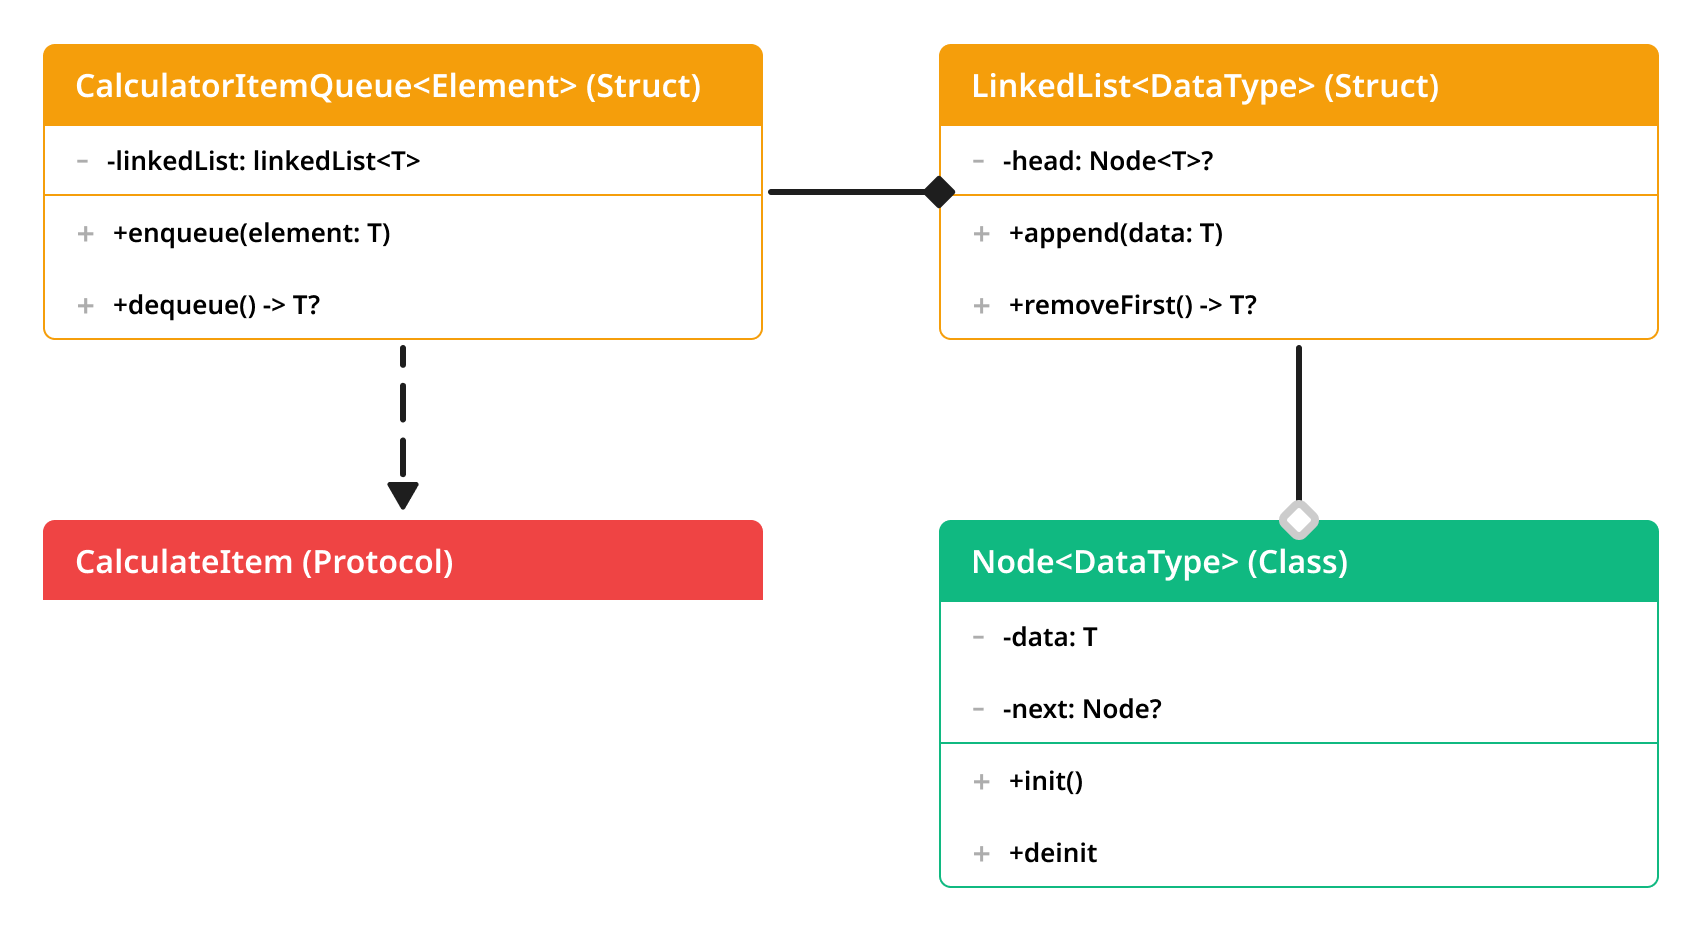 CalculatorItemQueue<Element> (Struct)
- -linkedList: linkedList<T>
+ +enqueue(element: T)
+ +dequeue() -> T?
LinkedList<DataType> (Struct)
- -head: Node<T>?
+ +append(data: T)
+ +removeFirst() -> T?
CalculateItem (Protocol)
Node<DataType> (Class)
- -data: T
- -next: Node?
+ +init()
+ +deinit